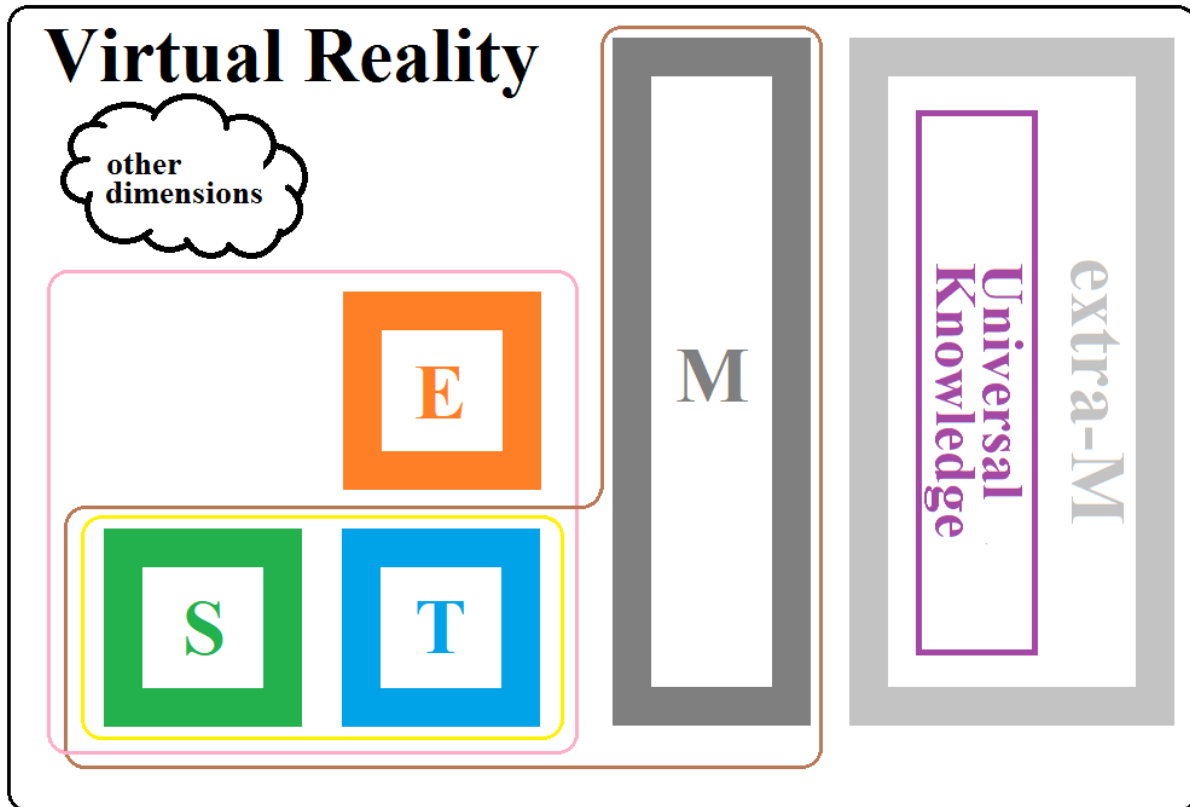 Virtual Reality
other
dimensions
E
M
S
T
Universal
Knowledge
extra-M